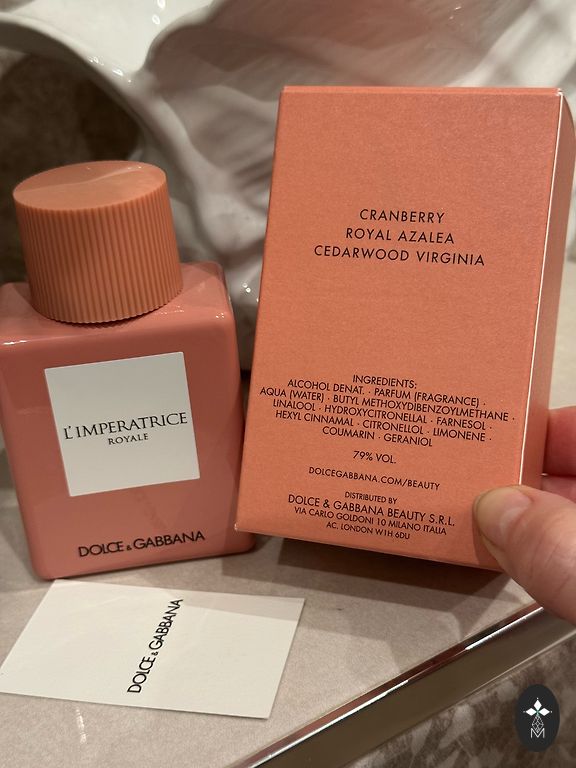 L'IMPERATRICE
ROYALE
DOLCE & GABBANA
DOLCE & GABBANA
CRANBERRY
ROYAL AZALEA
CEDARWOOD VIRGINIA
INGREDIENTS:
ALCOHOL DENAT. · PARFUM (FRAGRANCE) ·
AQUA (WATER) · BUTYL METHOXYDIBENZOYLMETHANE ·
LINALOOL · HYDROXYCITRONELLAL · FARNESOL ·
HEXYL CINNAMAL · CITRONELLOL · LIMONENE ·
COUMARIN · GERANIOL
79% VOL.
DOLCEGABBANA.COM/BEAUTY
DISTRIBUTED BY
DOLCE & GABBANA BEAUTY S.R.L.
VIA CARLO GOLDONI 10 MILANO ITALIA
AC. LONDON W1H 6DU
M